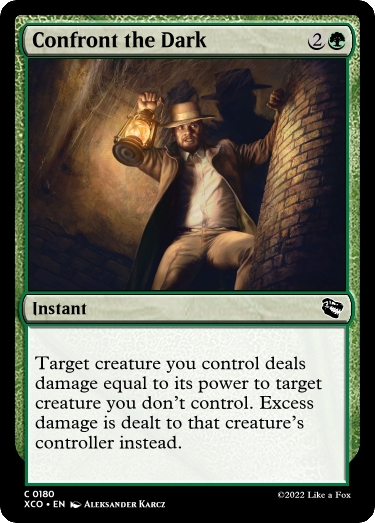 Confront the Dark 2
Instant
Target creature you control deals
damage equal to its power to target
creature you don't control. Excess
damage is dealt to that creature's
controller instead.
C 0180
XCO • EN Aleksander Karcz
©2022 Like a Fox